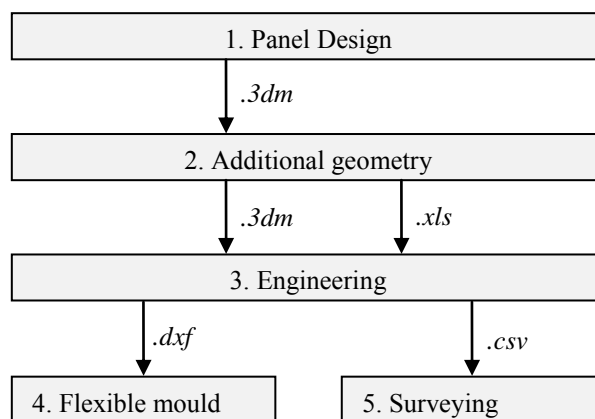 1. Panel Design
.3dm
2. Additional geometry
.3dm
.xls
3. Engineering
.dxf
.csv
4. Flexible mould
5. Surveying